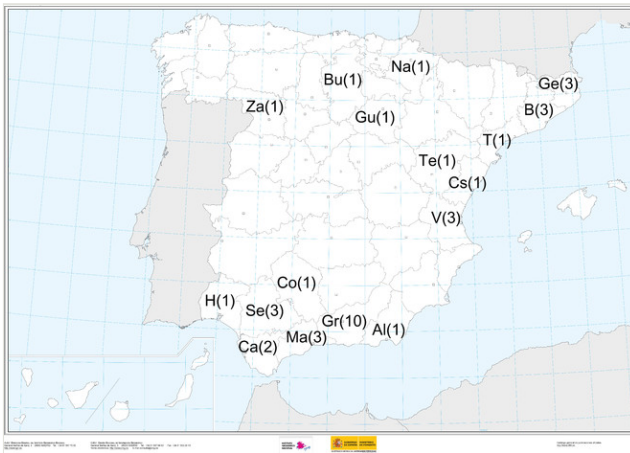 Na(1)
Bu(1)
Ge(3)
Za(1)
B(3)
Gu(1)
T(1)
Te(1)
Cs(1)
V(3)
Co(1)
H(1)
Se(3)
Gr(10)
Al(1)
Ma(3)
Ca(2)